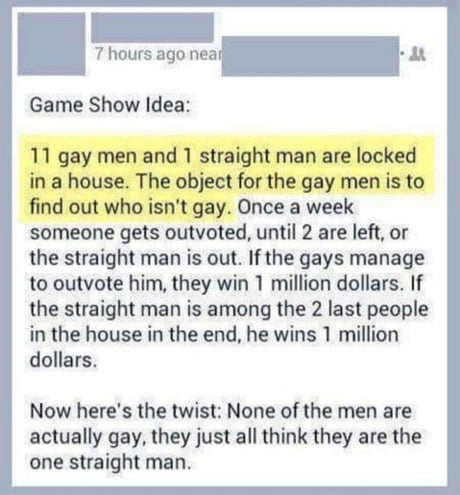 7 hours ago near
Game Show Idea:
11 gay men and 1 straight man are locked
in a house. The object for the gay men is to
find out who isn't gay. Once a week
someone gets outvoted, until 2 are left, or
the straight man is out. If the gays manage
to outvote him, they win 1 million dollars. If
the straight man is among the 2 last people
in the house in the end, he wins 1 million
dollars.
Now here's the twist: None of the men are
actually gay, they just all think they are the
one straight man.